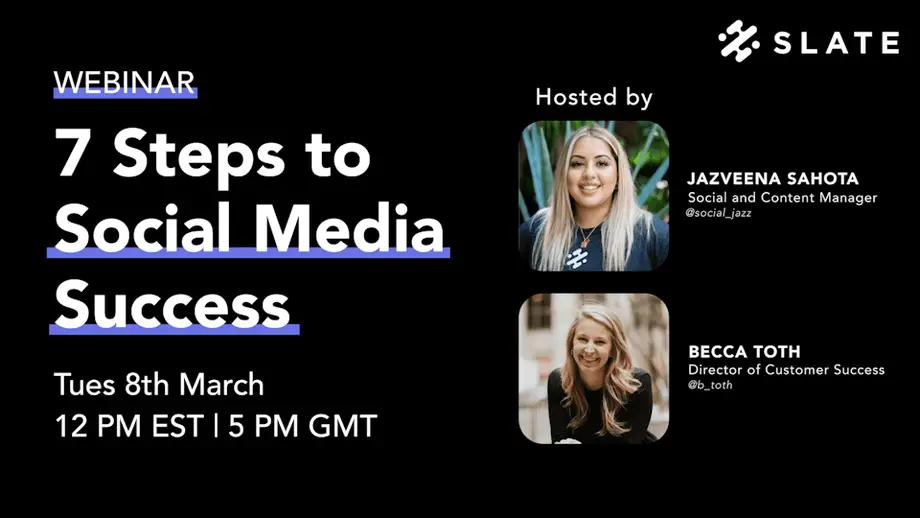 SLATE
WEBINAR
7 Steps to
Social Media
Success
Tues 8th March
12 PM EST | 5 PM GMT
Hosted by
JAZVEENA SAHOTA
Social and Content Manager
@social_jazz
BECCA TOTH
Director of Customer Success
@b_toth